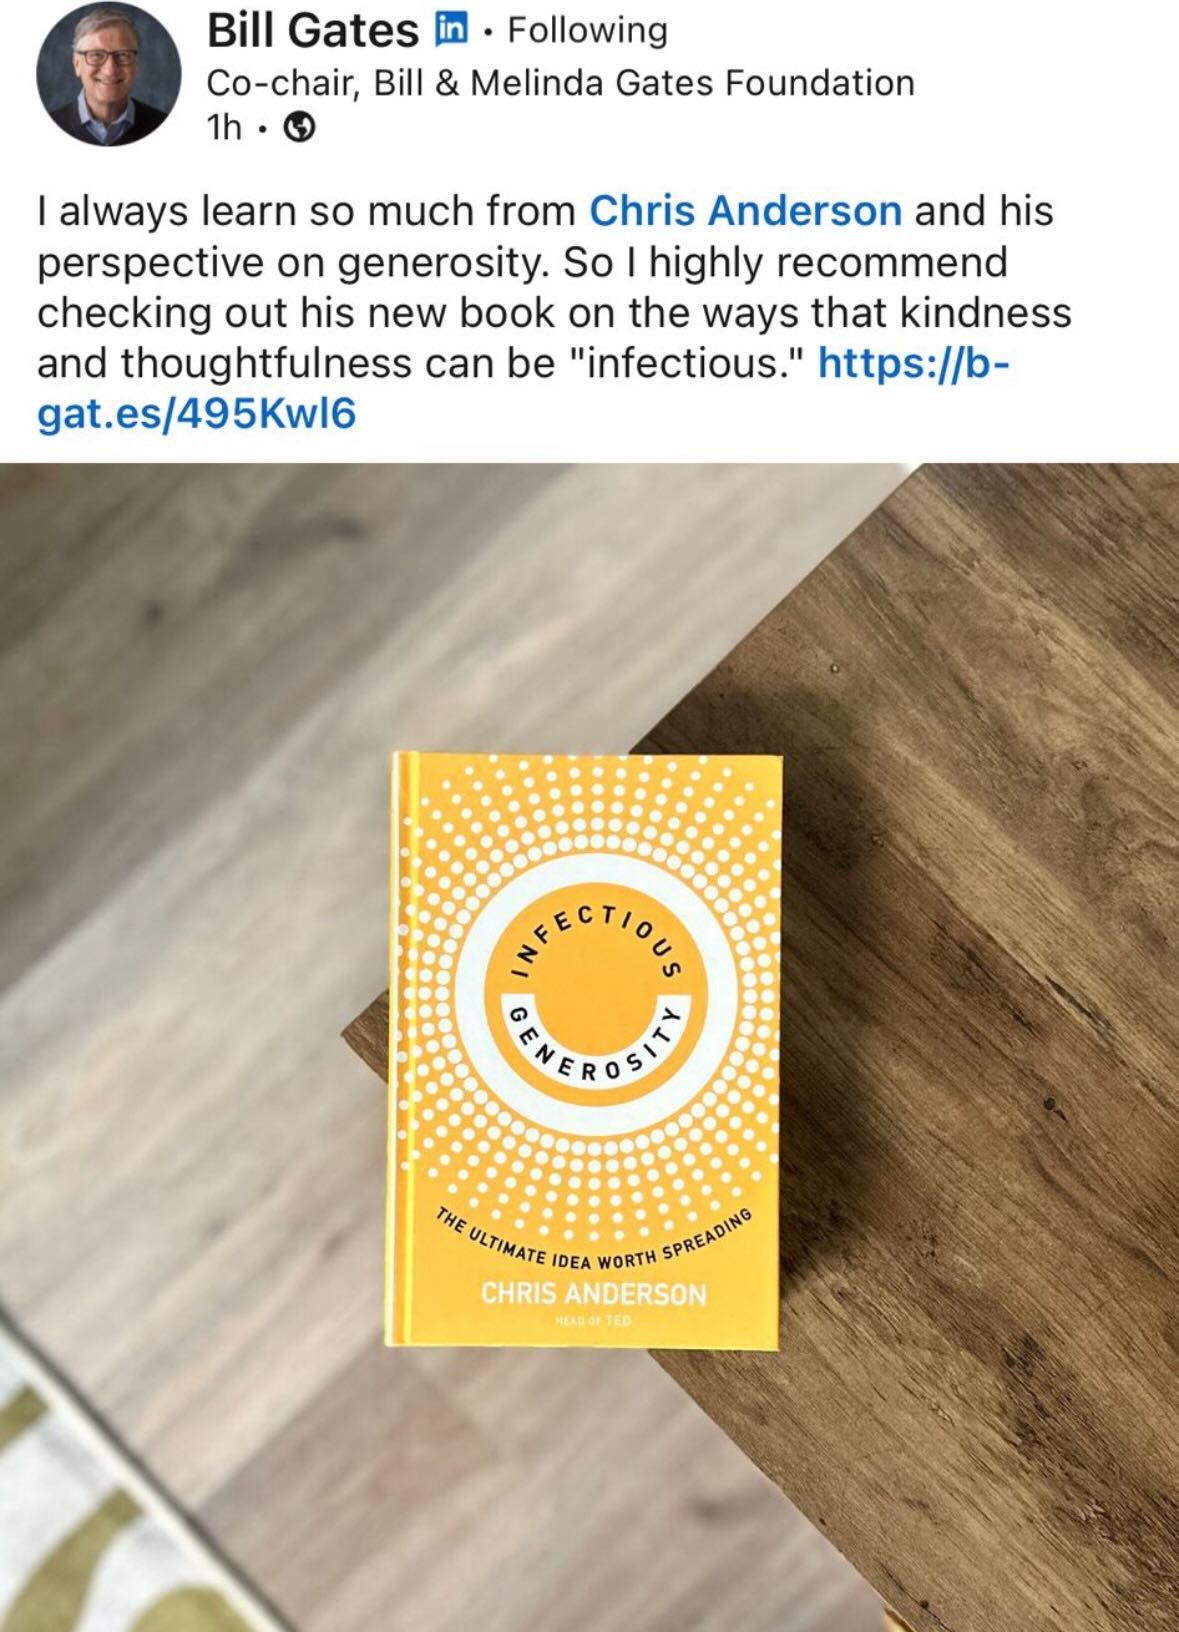 Bill Gates in • Following
Co-chair, Bill & Melinda Gates Foundation
1h •
I always learn so much from Chris Anderson and his
perspective on generosity. So I highly recommend
checking out his new book on the ways that kindness
and thoughtfulness can be "infectious." https://b-
gat.es/495Kwl6
INFECTIOUS
GENEROSITY
THE ULTIMATE IDEA WORTH SPREADING
CHRIS ANDERSON
HEAD OF TED